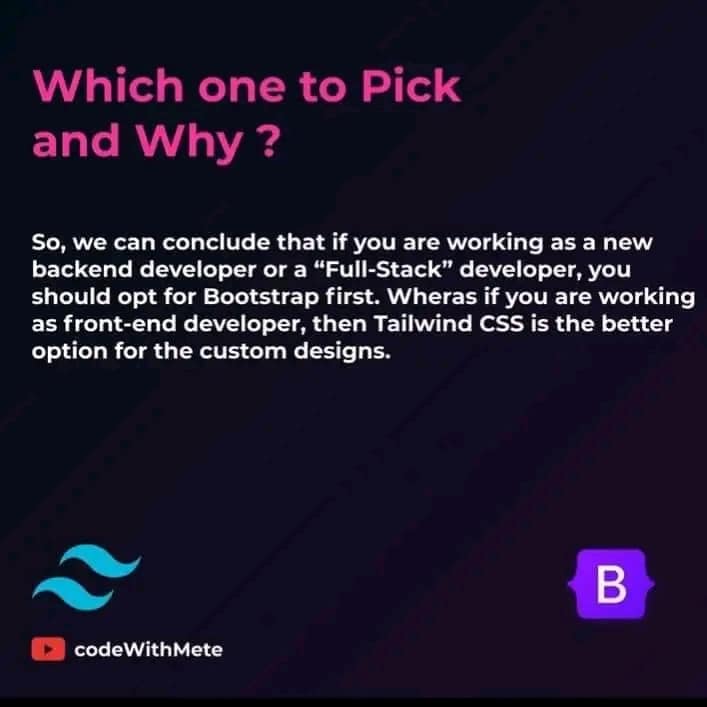 Which one to Pick
and Why ?
So, we can conclude that if you are working as a new
backend developer or a “Full-Stack” developer, you
should opt for Bootstrap first. Wheras if you are working
as front-end developer, then Tailwind CSS is the better
option for the custom designs.
B
codeWithMete